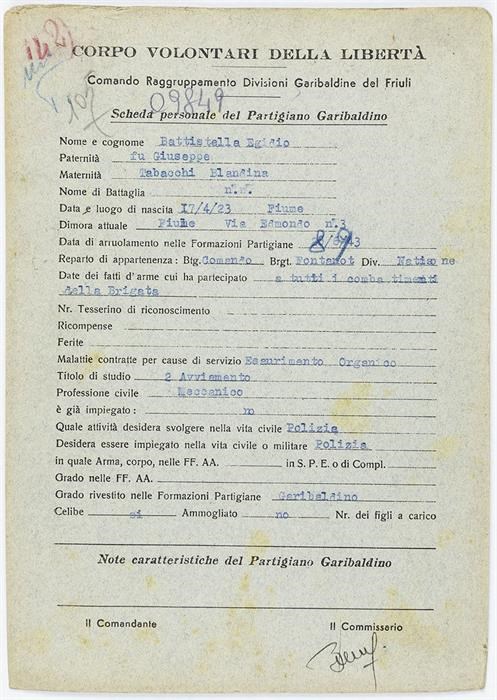 1421
107
CORPO VOLONTARI DELLA LIBERTÀ
Comando Raggruppamento Divisioni Garibaldine del Friuli
09849
Scheda personale del Partigiano Garibaldino
Nome e cognome Battistella Egidio
Paternità fu Giuseppe
Maternità Tabacchi Blandina
Nome di Battaglia n.n.
Data e luogo di nascita 17/4/23 Fiume
Dimora attuale Fiume Via Edmondo n.3
Data di arruolamento nelle Formazioni Partigiane 8/9/43
Reparto di appartenenza: Btg. Comando Brgt. Fontanot Div. Natisone
Date dei fatti d'arme cui ha partecipato a tutti i combattimenti
della Brigata
Nr. Tesserino di riconoscimento
Ricompense
Ferite
Malattie contratte per cause di servizio Esaurimento Organico
Titolo di studio 2 Avviamento
Professione civile Meccanico
è già impiegato: no
Quale attività desidera svolgere nella vita civile Polizia
Desidera essere impiegato nella vita civile o militare Polizia
in quale Arma, corpo, nelle FF. AA. in S. P. E. o di Compl.
Grado nelle FF. AA.
Grado rivestito nelle Formazioni Partigiane Garibaldino
Celibe si Ammogliato no Nr. dei figli a carico
Note caratteristiche del Partigiano Garibaldino
Il Comandante Il Commissario